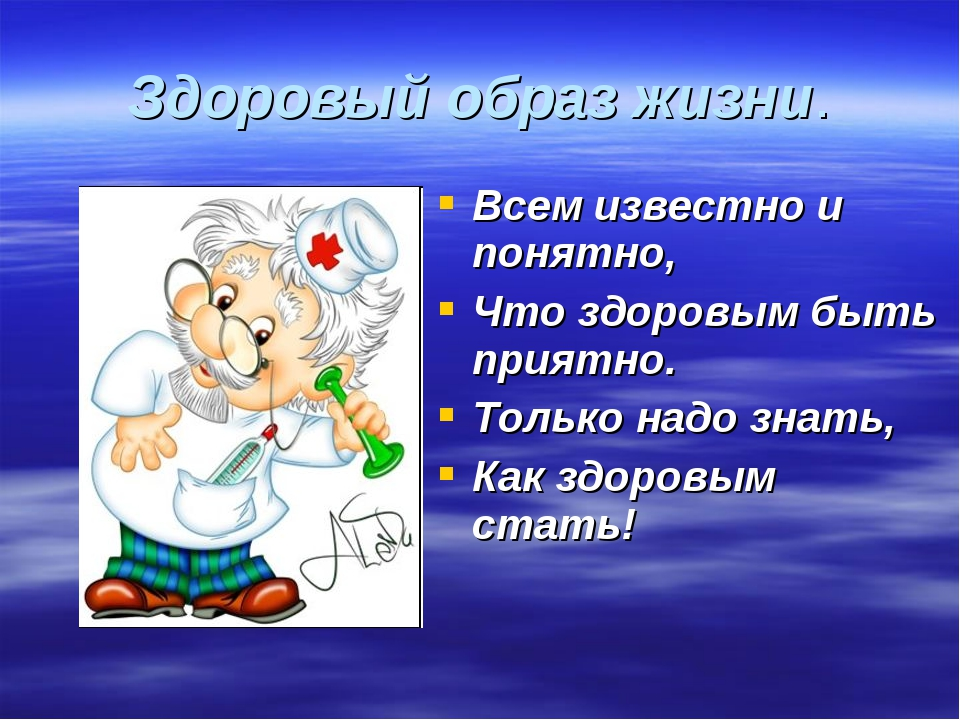 Здоровый образ жизни.
Всем известно и
понятно,
Что здоровым быть
приятно.
Только надо знать,
Как здоровым
стать!